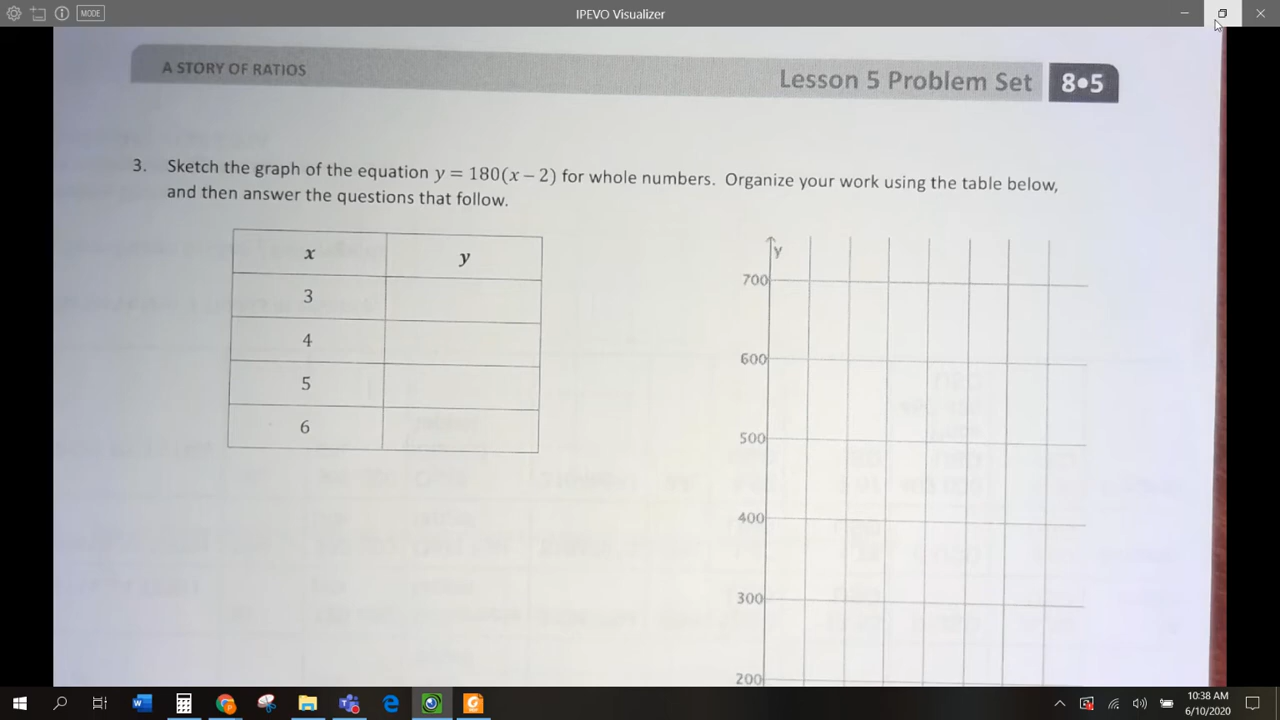 MODE
IPEVO Visualizer
A STORY OF RATIOS
Lesson 5 Problem Set
8•5
3. Sketch the graph of the equation y = 180(x − 2) for whole numbers. Organize your work using the table below,
and then answer the questions that follow.
x y
3
4
5
6
y
700
600
500
400
300
200
10:38 AM
6/10/2020